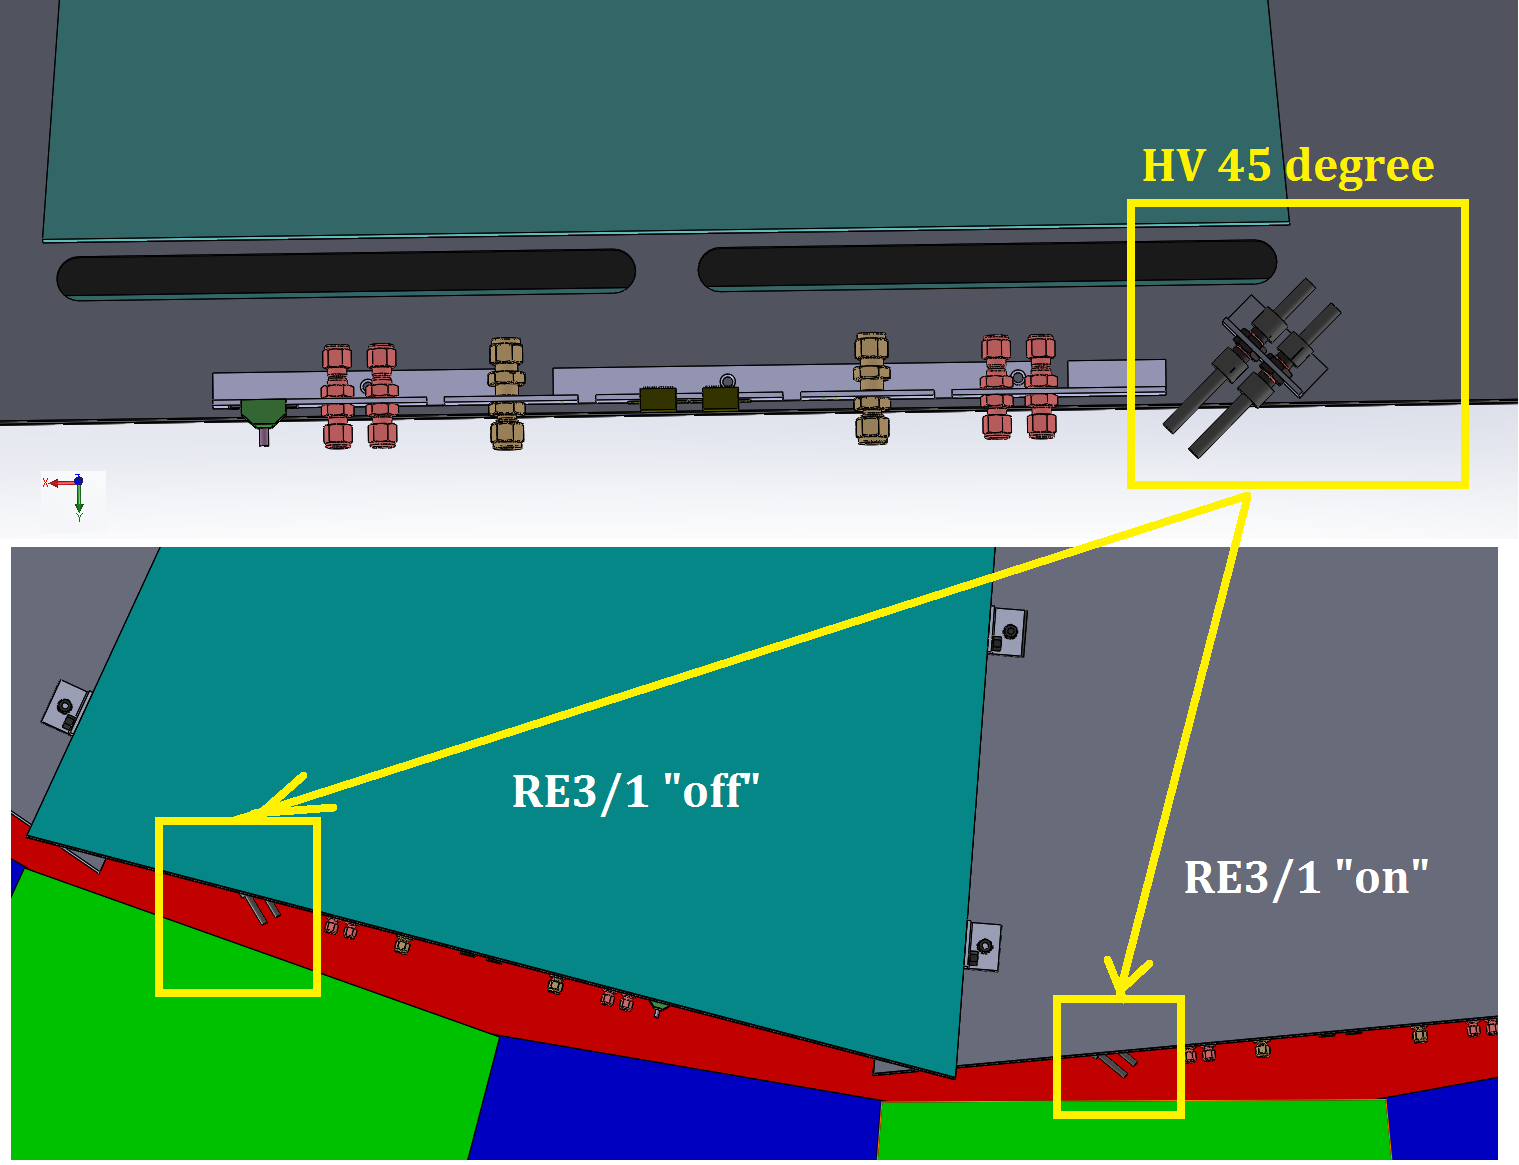 HV 45 degree
Z
X
Y
RE3/1 "off"
RE3/1 "on"